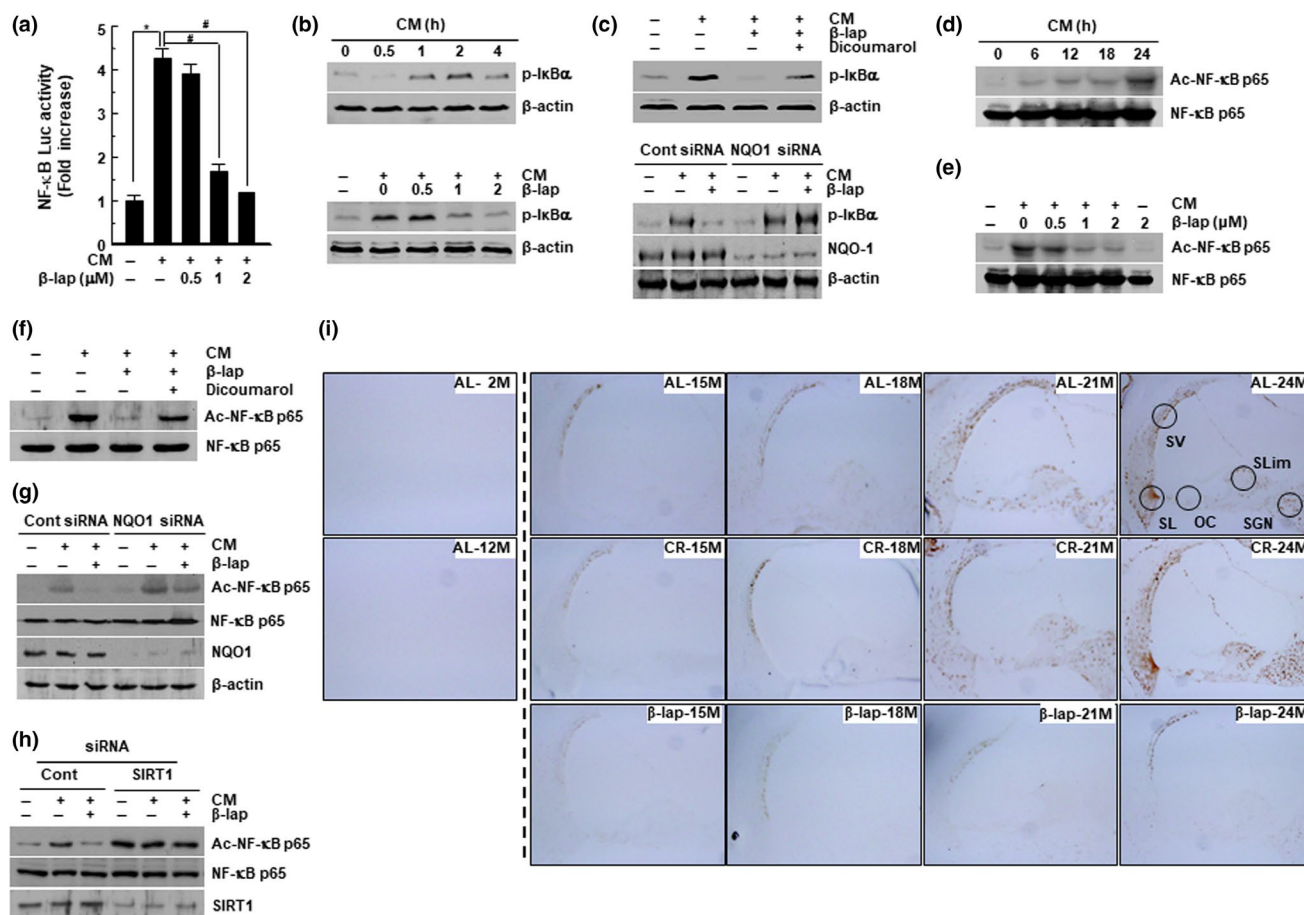 (a)
NF-κB Luc activity
(Fold increase)
5
4
3
2
1
0
*
#
#
– + + + + CM
– – 0.5 1 2 β-lap (μM)
(b)
CM (h)
0 0.5 1 2 4
p-IκBα
β-actin
– + + + + CM
– 0 0.5 1 2 β-lap
p-IκBα
β-actin
(c)
– + + + CM
– – + + β-lap
– – – + Dicoumarol
p-IκBα
β-actin
Cont siRNA NQO1 siRNA
– + + – + + CM
– – + – – + β-lap
p-IκBα
NQO-1
β-actin
(d)
CM (h)
0 6 12 18 24
Ac-NF-κB p65
NF-κB p65
(e)
– + + + + – CM
– 0 0.5 1 2 2 β-lap (μM)
Ac-NF-κB p65
NF-κB p65
(f)
– + + + CM
– – + + β-lap
– – – + Dicoumarol
Ac-NF-κB p65
NF-κB p65
(g)
Cont siRNA NQO1 siRNA
– + + – + + CM
– – + – – + β-lap
Ac-NF-κB p65
NF-κB p65
NQO1
β-actin
(h)
siRNA
Cont SIRT1
– + + – + + CM
– – + – – + β-lap
Ac-NF-κB p65
NF-κB p65
SIRT1
(i)
AL- 2M AL-15M AL-18M AL-21M AL-24M
SV
SLim
SL OC SGN
AL-12M CR-15M CR-18M CR-21M CR-24M
β-lap-15M β-lap-18M β-lap-21M β-lap-24M